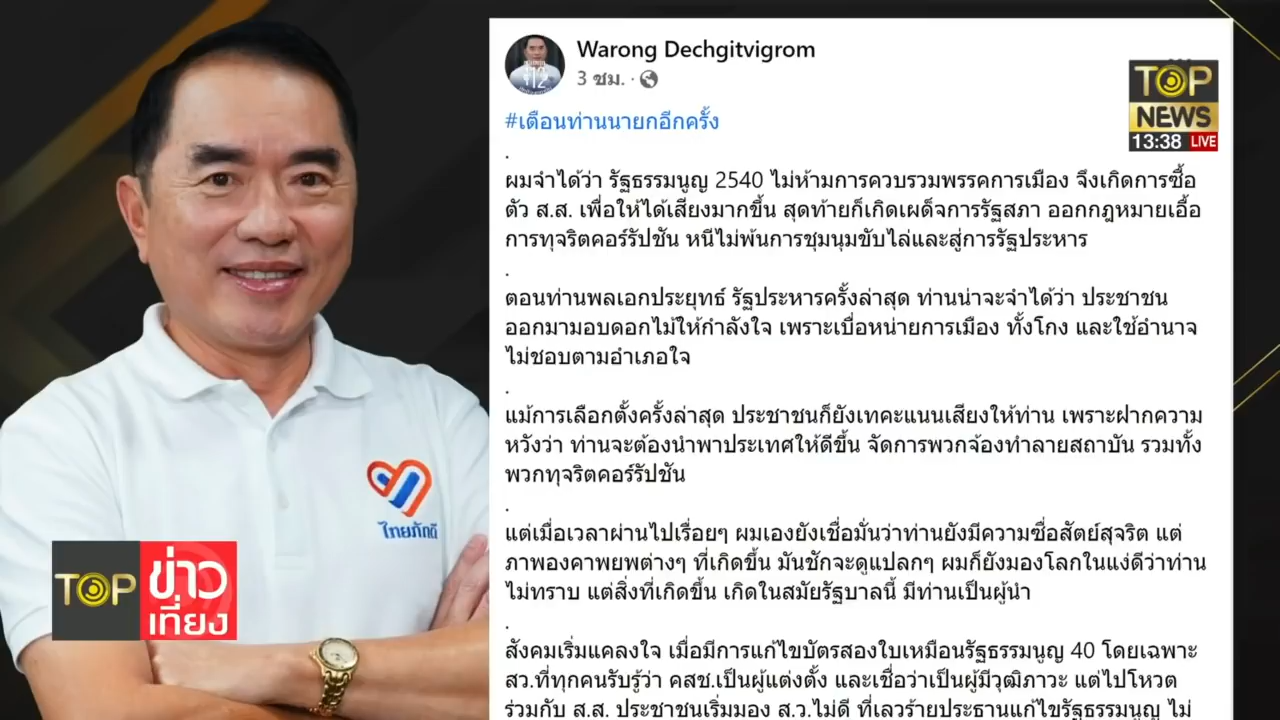 Warong Dechgitvigrom
3 ชม. ·
#เตือนท่านนายกอีกครั้ง
.
ผมจำได้ว่า รัฐธรรมนูญ 2540 ไม่ห้ามการควบรวมพรรคการเมือง จึงเกิดการซื้อ
ตัว ส.ส. เพื่อให้ได้เสียงมากขึ้น สุดท้ายก็เกิดเผด็จการรัฐสภา ออกกฎหมายเอื้อ
การทุจริตคอร์รัปชัน หนีไม่พ้นการชุมนุมขับไล่และสู่การรัฐประหาร
.
ตอนท่านพลเอกประยุทธ์ รัฐประหารครั้งล่าสุด ท่านน่าจะจำได้ว่า ประชาชน
ออกมามอบดอกไม้ให้กำลังใจ เพราะเบื่อหน่ายการเมือง ทั้งโกง และใช้อำนาจ
ไม่ชอบตามอำเภอใจ
.
แม้การเลือกตั้งครั้งล่าสุด ประชาชนก็ยังเทคะแนนเสียงให้ท่าน เพราะฝากความ
หวังว่า ท่านจะต้องนำพาประเทศให้ดีขึ้น จัดการพวกจ้องทำลายสถาบัน รวมทั้ง
พวกทุจริตคอร์รัปชัน
.
แต่เมื่อเวลาผ่านไปเรื่อยๆ ผมเองยังเชื่อมั่นว่าท่านยังมีความซื่อสัตย์สุจริต แต่
ภาพองคาพยพต่างๆ ที่เกิดขึ้น มันชักจะดูแปลกๆ ผมก็ยังมองโลกในแง่ดีว่าท่าน
ไม่ทราบ แต่สิ่งที่เกิดขึ้น เกิดในสมัยรัฐบาลนี้ มีท่านเป็นผู้นำ
.
สังคมเริ่มแคลงใจ เมื่อมีการแก้ไขบัตรสองใบเหมือนรัฐธรรมนูญ 40 โดยเฉพาะ
สว.ที่ทุกคนรับรู้ว่า คสช.เป็นผู้แต่งตั้ง และเชื่อว่าเป็นผู้มีวุฒิภาวะ แต่ไปโหวต
ร่วมกับ ส.ส. ประชาชนเริ่มมอง ส.ว.ไม่ดี ที่เลวร้ายประธานแก้ไขรัฐธรรมนูญ ไม่
TOP
NEWS
13:38 LIVE
ไทยภักดี
TOP
ข่าว
เที่ยง